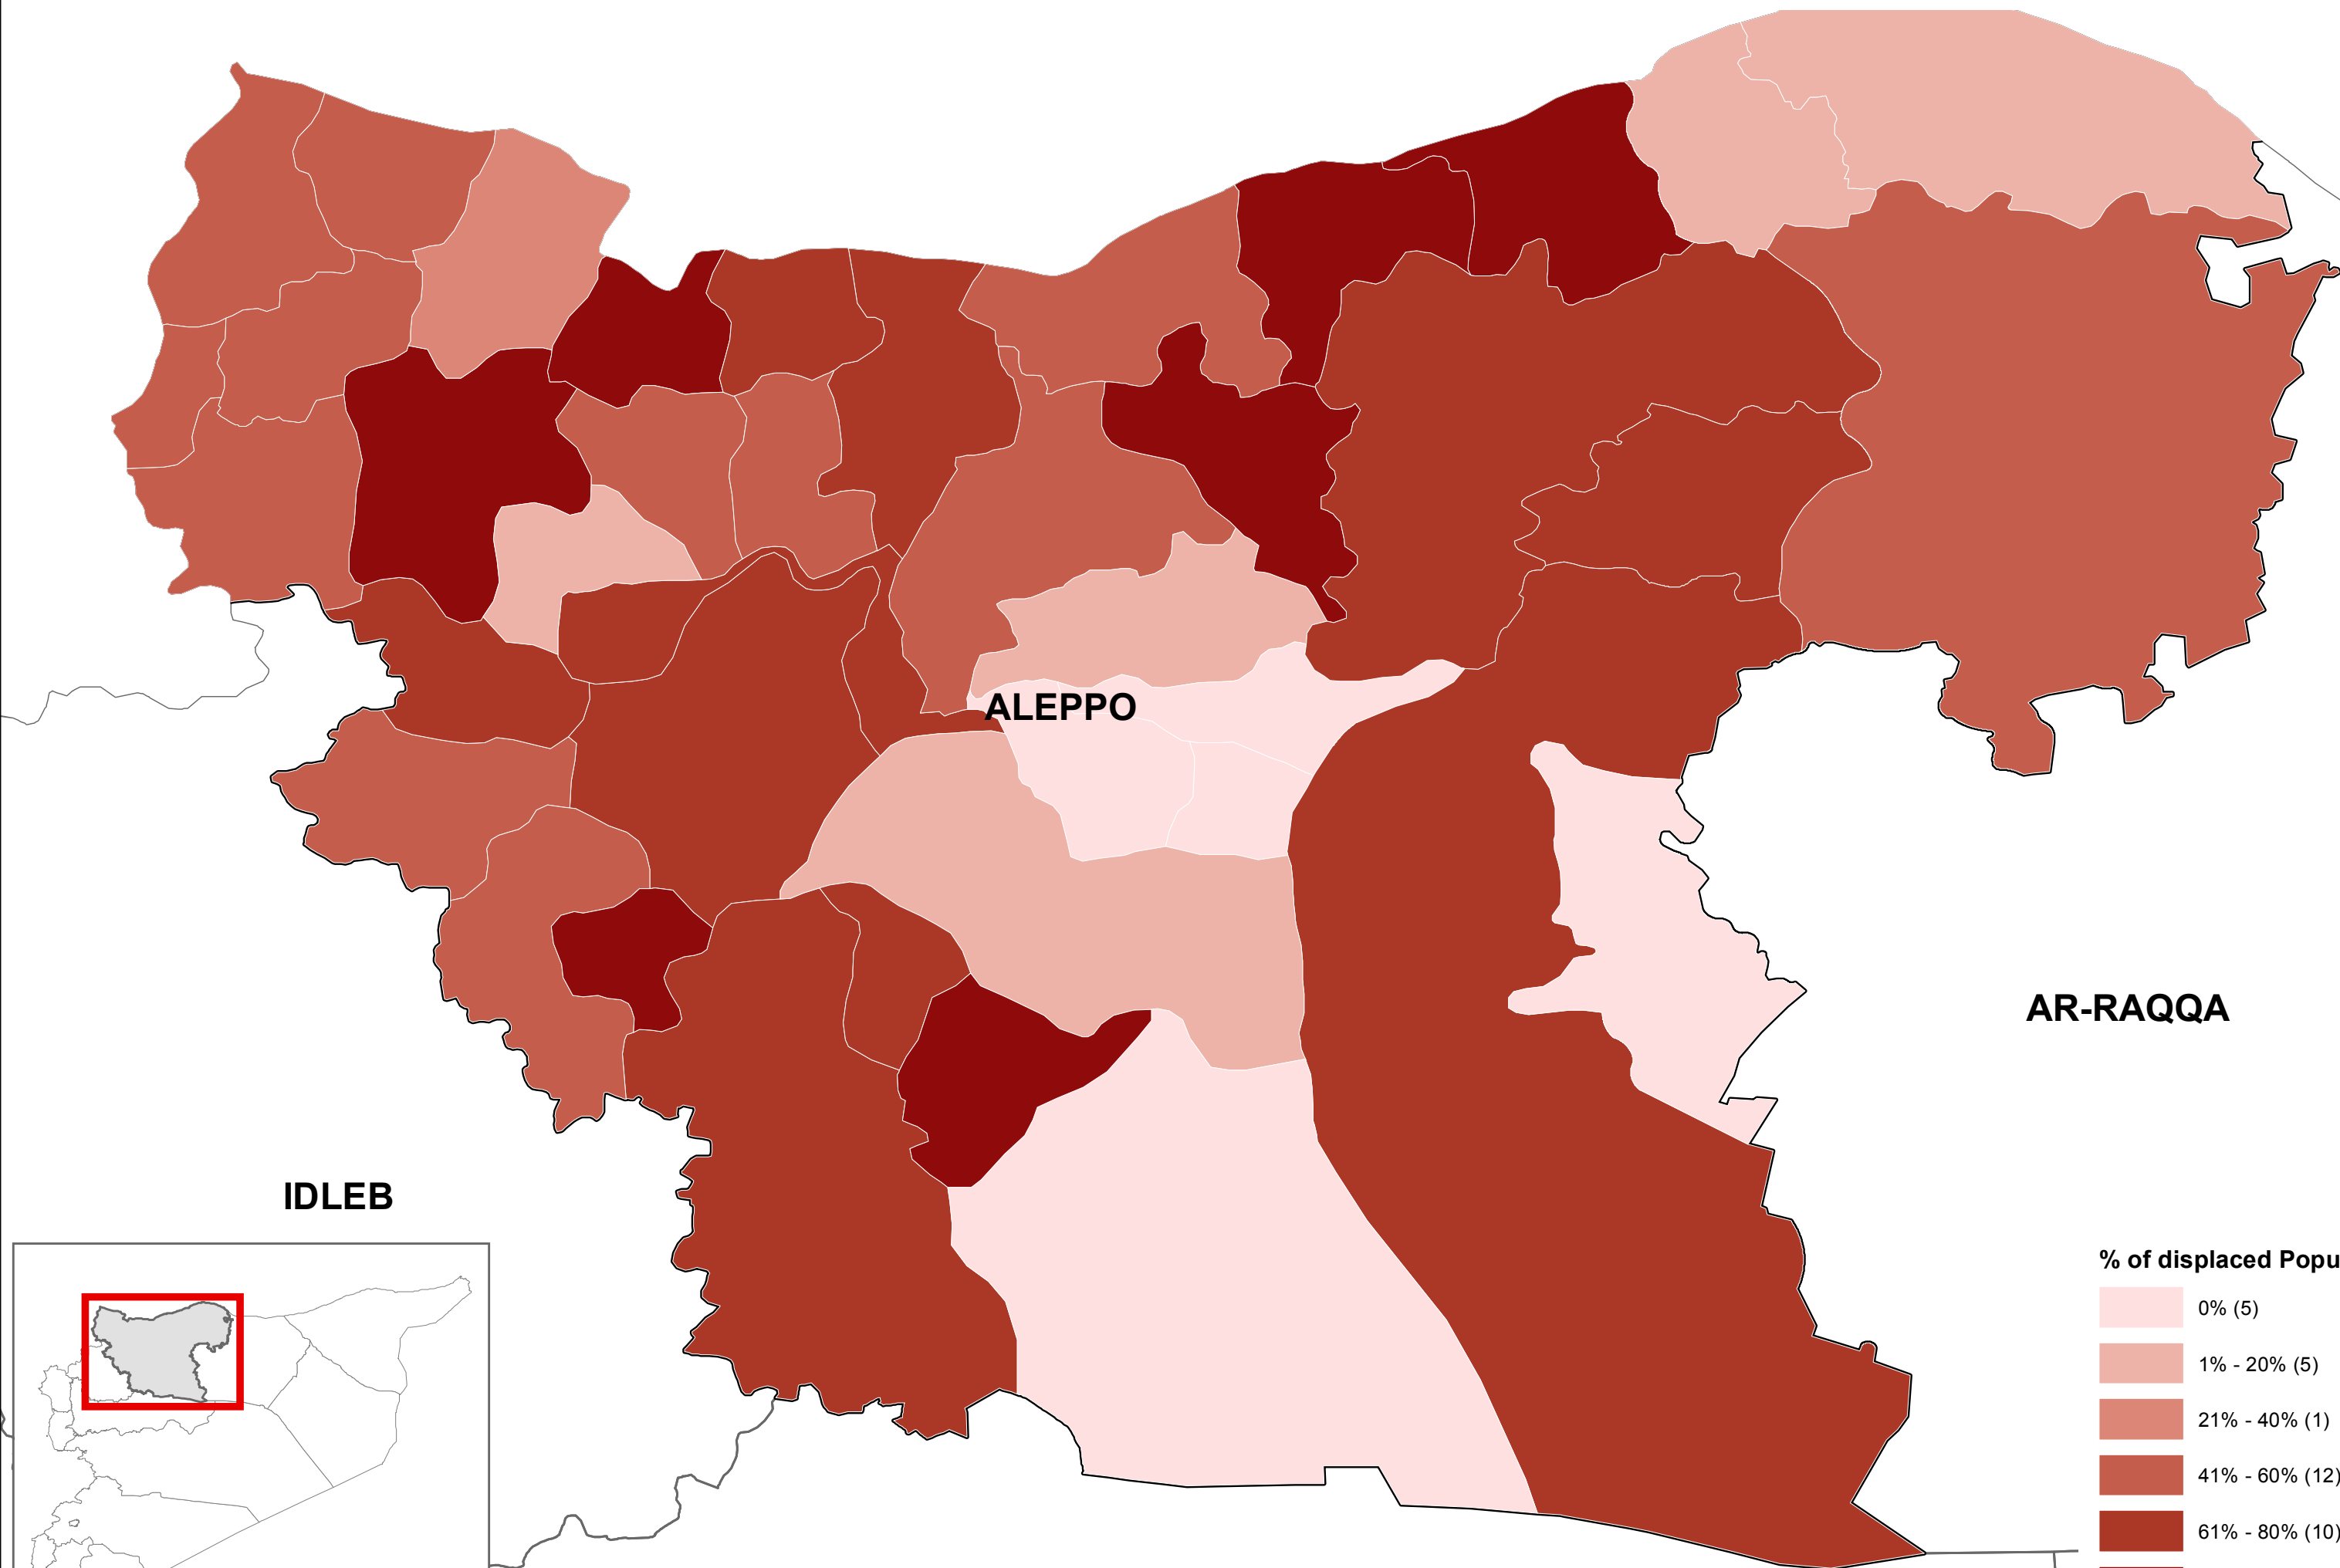 ALEPPO
AR-RAQQA
IDLEB
% of displaced Popu
0% (5)
1% - 20% (5)
21% - 40% (1)
41% - 60% (12)
61% - 80% (10)